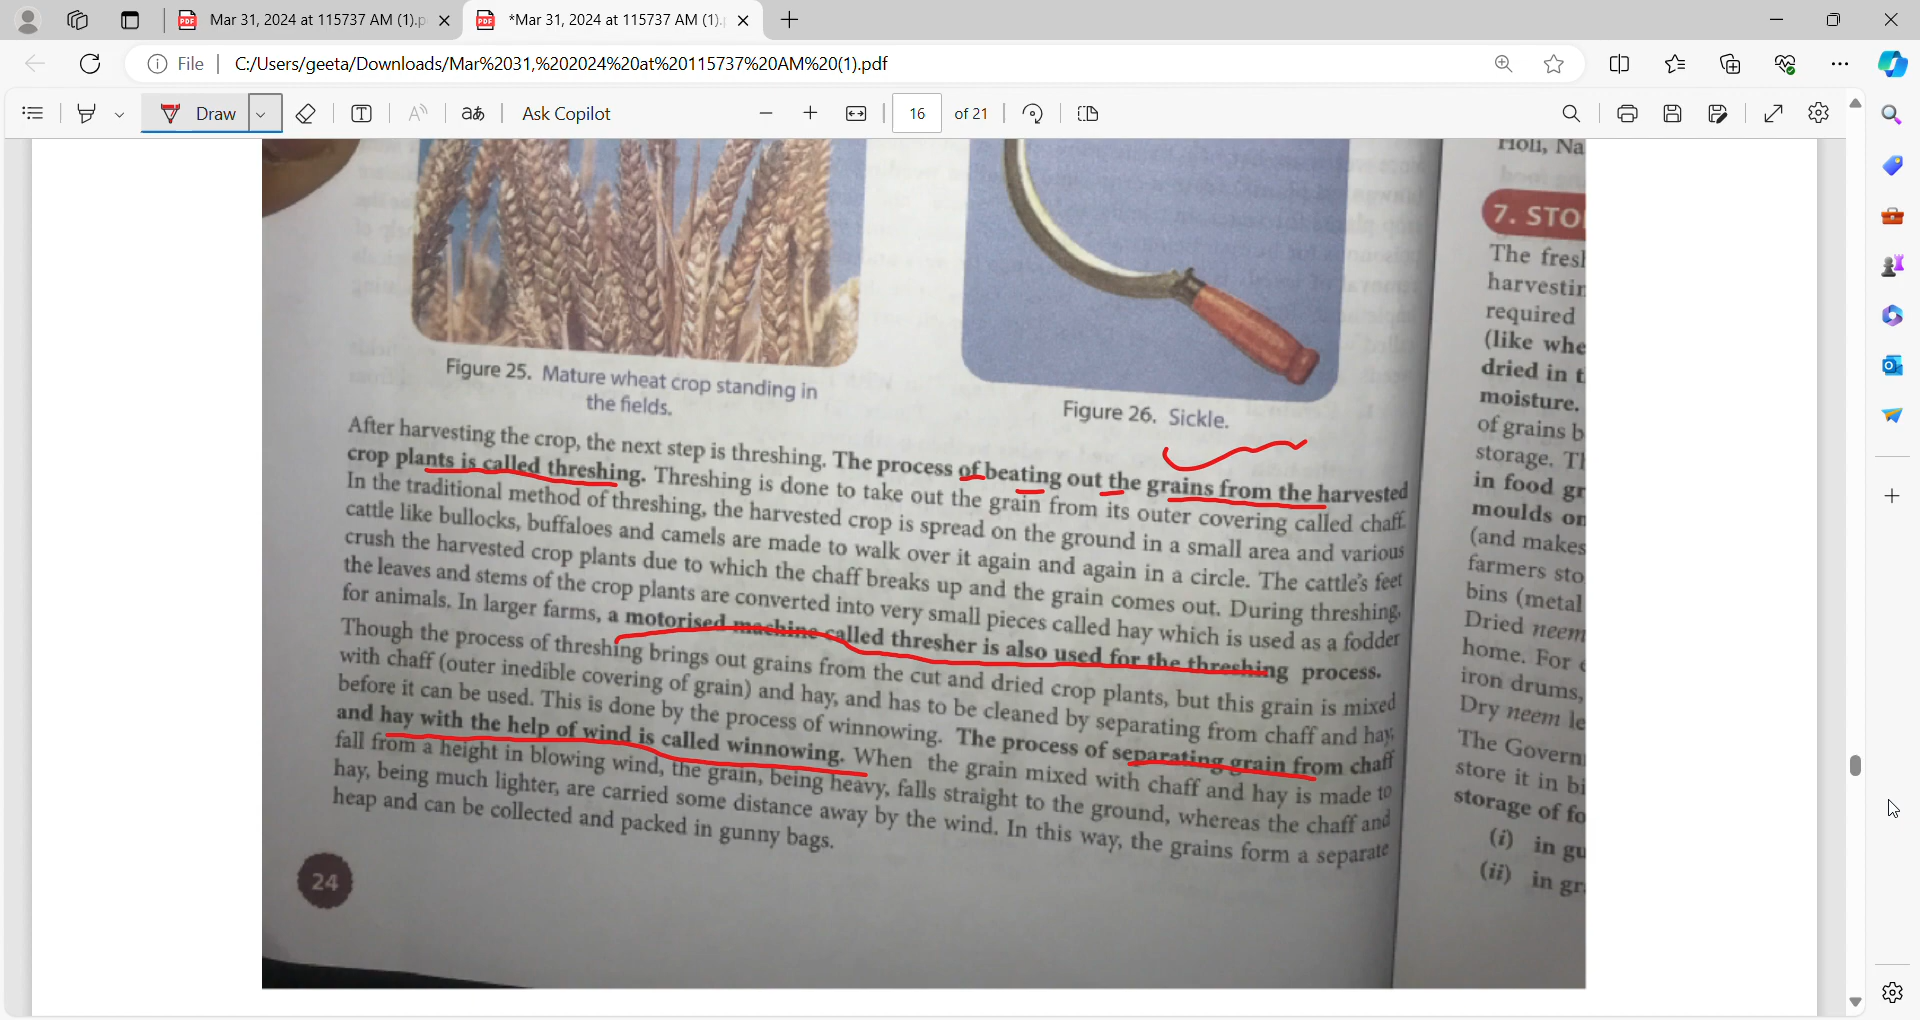 Mar 31, 2024 at 115737 AM (1).p
*Mar 31, 2024 at 115737 AM (1).
File
C:/Users/geeta/Downloads/Mar%2031,%202024%20at%20115737%20AM%20(1).pdf
Draw
Ask Copilot
16 of 21
Figure 25. Mature wheat crop standing in
the fields.
Figure 26. Sickle.
After harvesting the crop, the next step is threshing. The process of beating out the grains from the harvested
crop plants is called threshing. Threshing is done to take out the grain from its outer covering called chaff.
In the traditional method of threshing, the harvested crop is spread on the ground in a small area and various
cattle like bullocks, buffaloes and camels are made to walk over it again and again in a circle. The cattle's feet
crush the harvested crop plants due to which the chaff breaks up and the grain comes out. During threshing,
the leaves and stems of the crop plants are converted into very small pieces called hay which is used as a fodder
for animals. In larger farms, a motorised machine called thresher is also used for the threshing process.
Though the process of threshing brings out grains from the cut and dried crop plants, but this grain is mixed
with chaff (outer inedible covering of grain) and hay, and has to be cleaned by separating from chaff and hay,
before it can be used. This is done by the process of winnowing. The process of separating grain from chaff
and hay with the help of wind is called winnowing. When the grain mixed with chaff and hay is made to
fall from a height in blowing wind, the grain, being heavy, falls straight to the ground, whereas the chaff and
hay, being much lighter, are carried some distance away by the wind. In this way, the grains form a separate
heap and can be collected and packed in gunny bags.
24
Holi, Na
7. STO
The fresh
harvestin
required
(like whe
dried in t
moisture.
of grains b
storage. Th
in food gr
moulds on
(and makes
farmers sto
bins (metal
Dried neem
home. For
iron drums,
Dry neem le
The Governm
store it in bi
storage of fo
(i) in gu
(ii) in gr